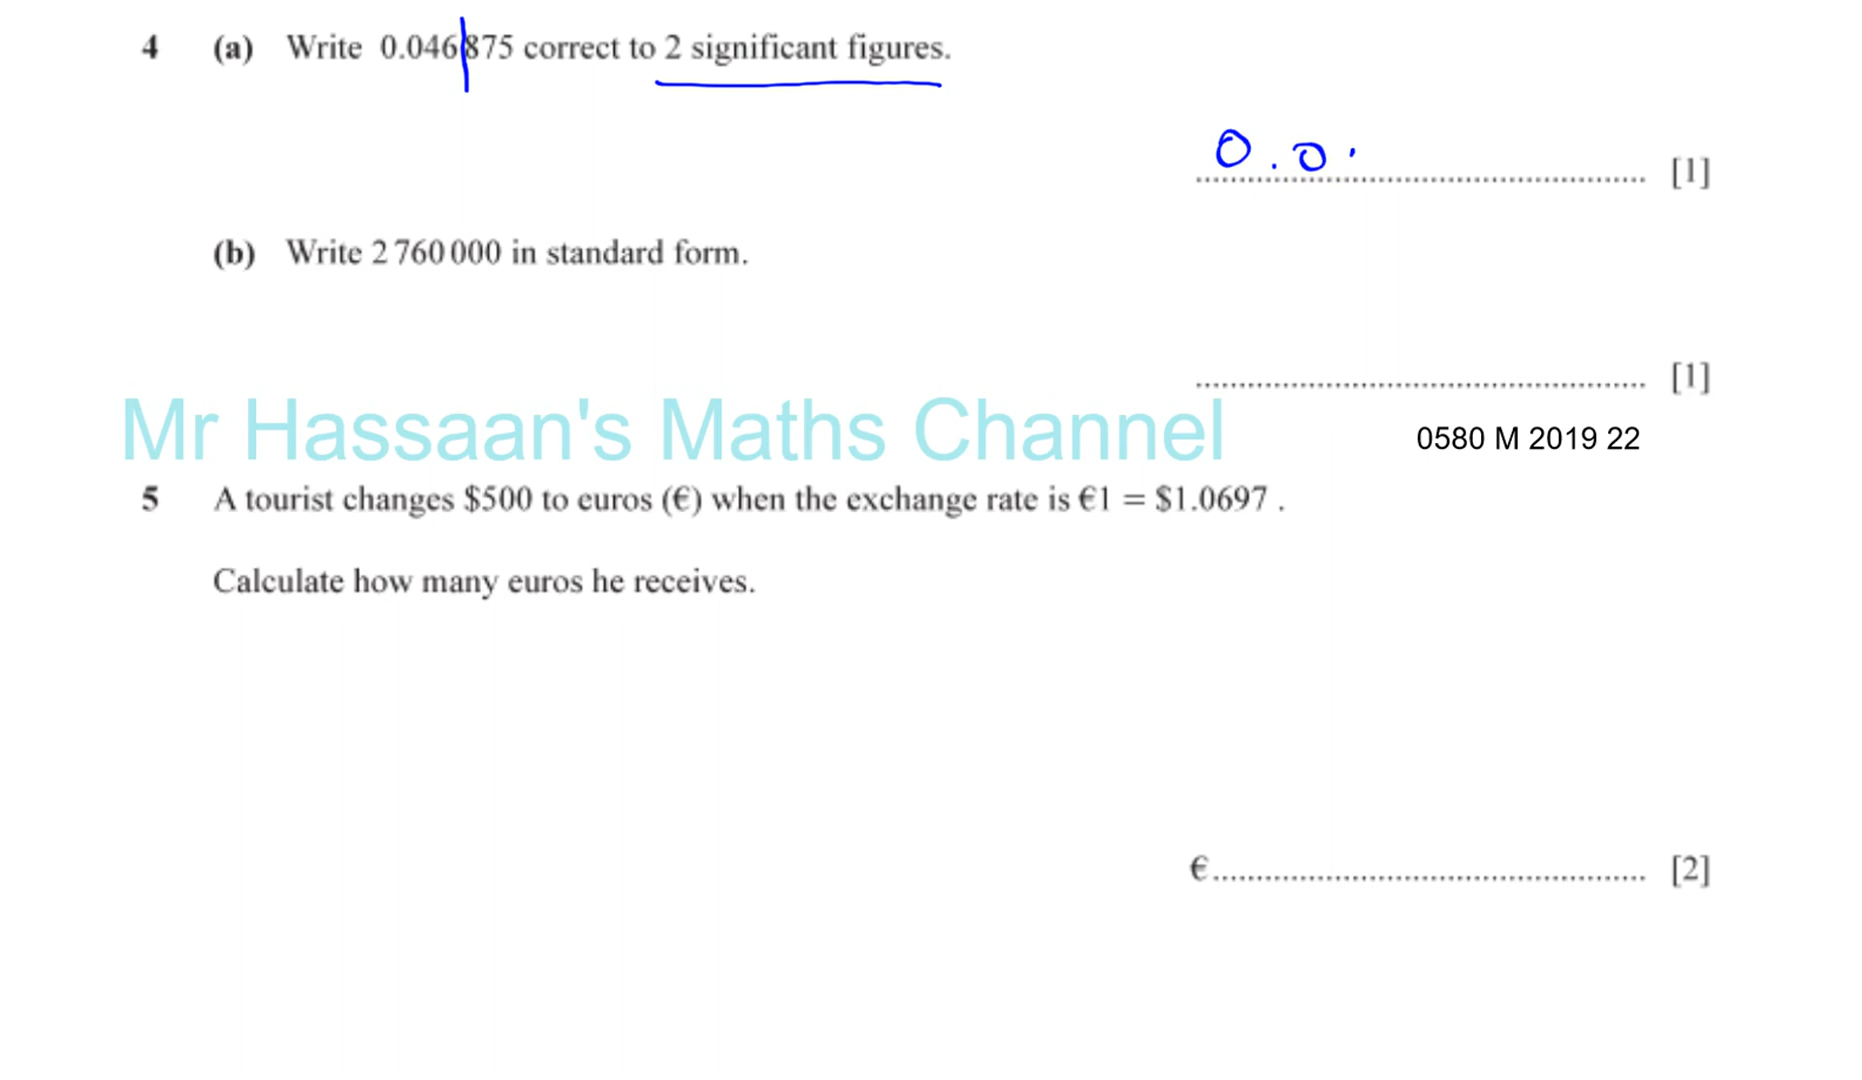 4 (a) Write 0.046875 correct to 2 significant figures.
0.0
[1]
(b) Write 2 760 000 in standard form.
[1]
Mr Hassaan's Maths Channel
0580 M 2019 22
5 A tourist changes $500 to euros (€) when the exchange rate is €1 = $1.0697 .
Calculate how many euros he receives.
€ [2]